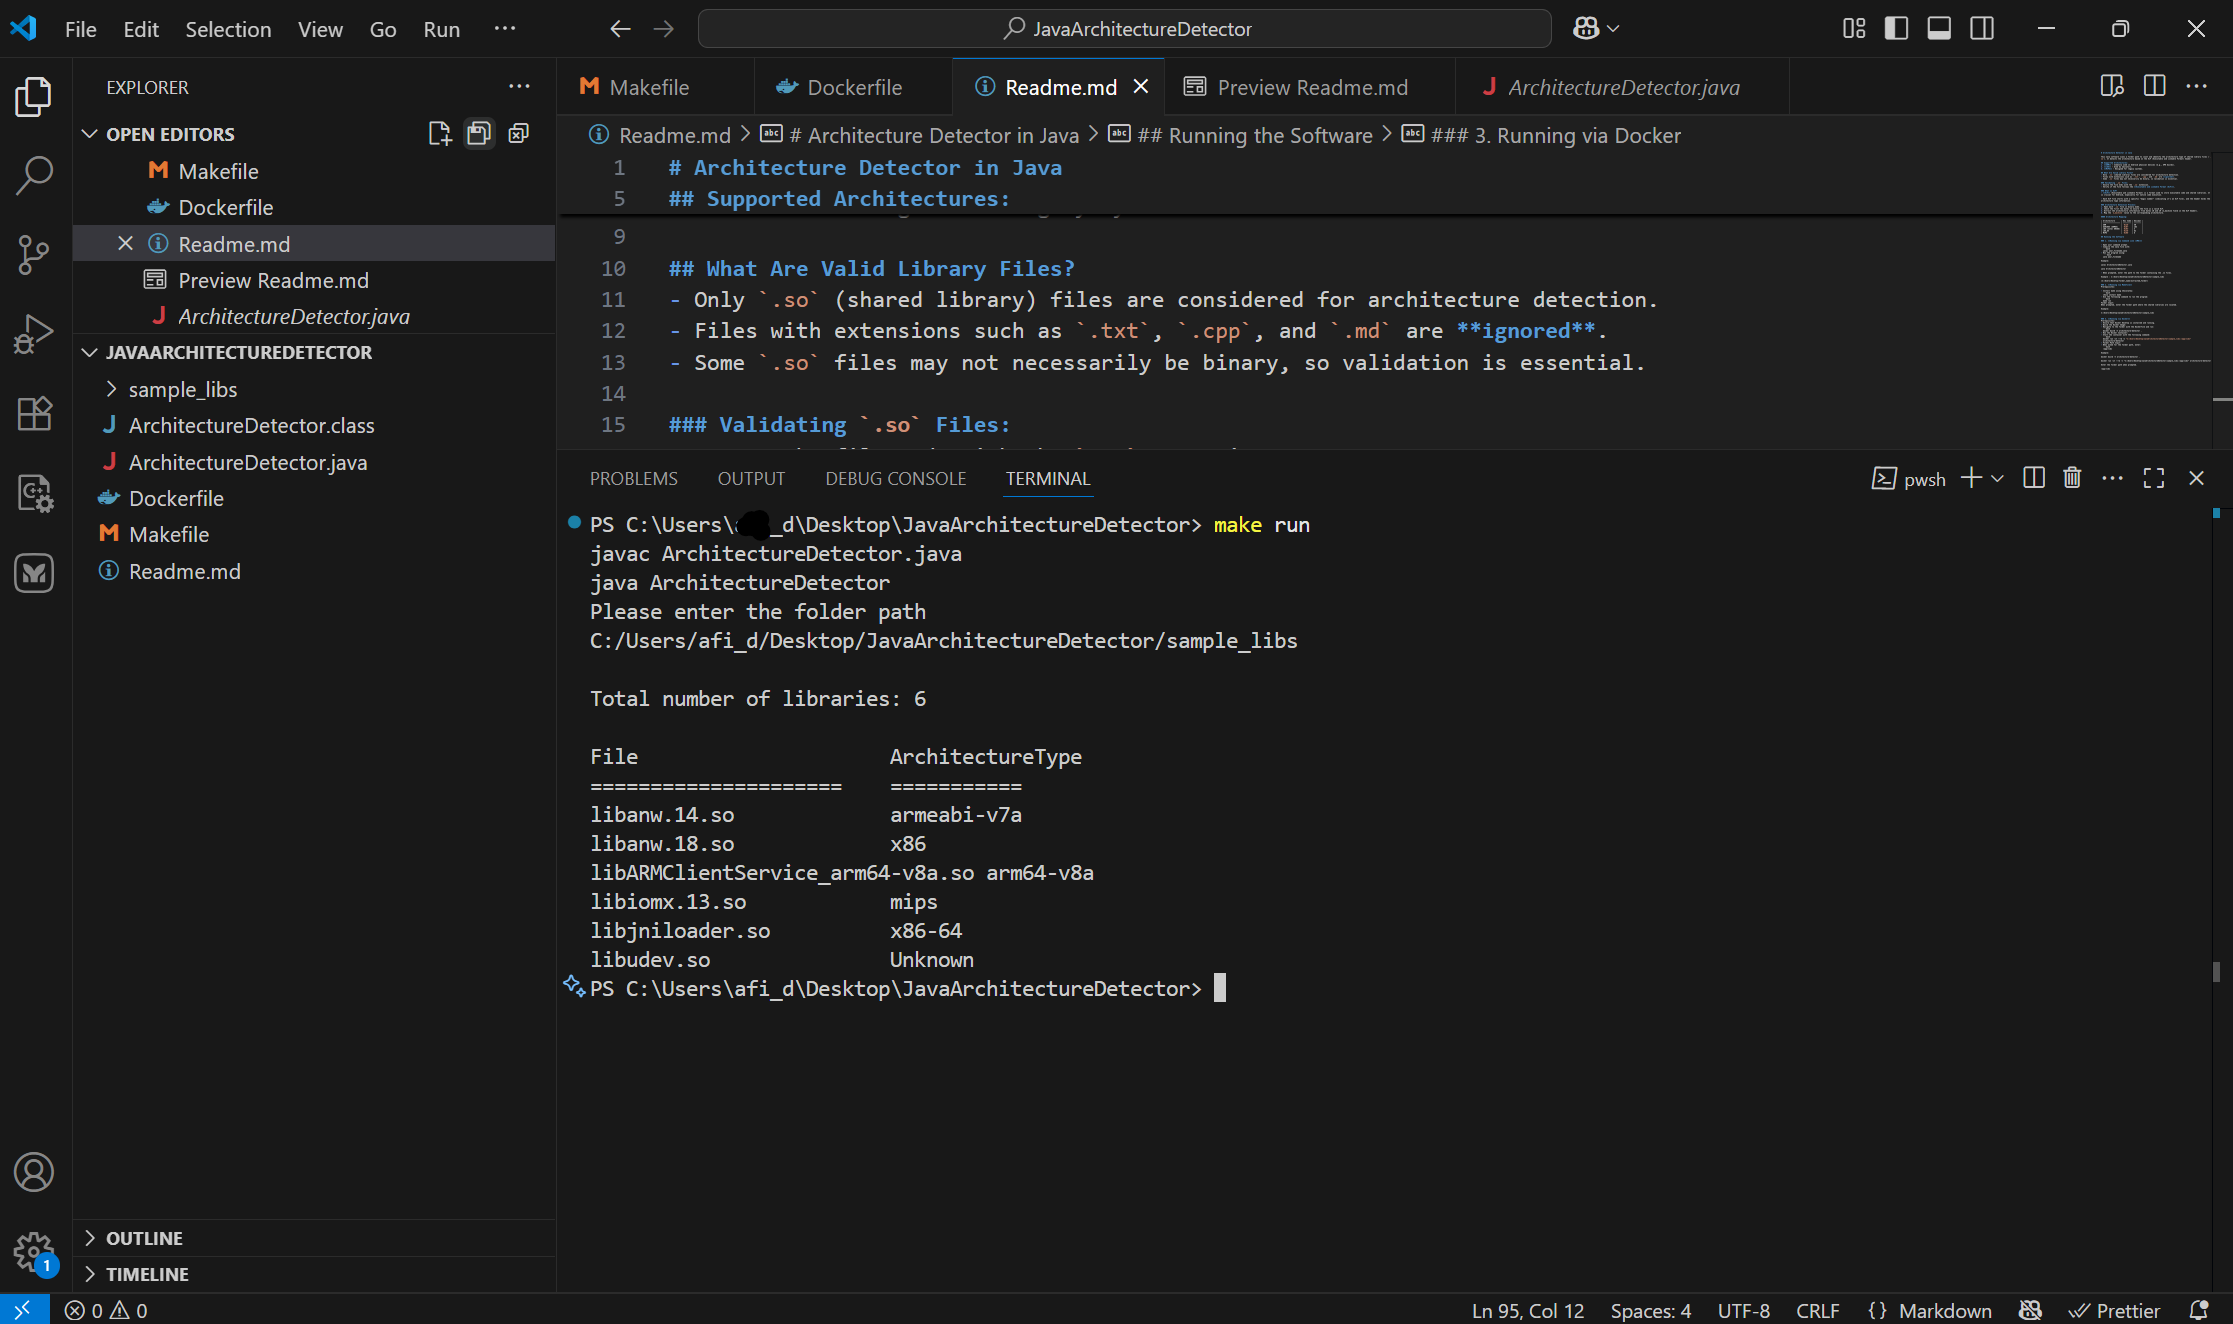 File Edit Selection View Go Run ···
JavaArchitectureDetector
EXPLORER
OPEN EDITORS
Makefile
Dockerfile
Readme.md
Preview Readme.md
ArchitectureDetector.java
JAVAARCHITECTUREDETECTOR
sample_libs
ArchitectureDetector.class
ArchitectureDetector.java
Dockerfile
Makefile
Readme.md
OUTLINE
TIMELINE
1
Makefile Dockerfile Readme.md Preview Readme.md ArchitectureDetector.java
Readme.md > # Architecture Detector in Java > ## Running the Software > ### 3. Running via Docker
1 # Architecture Detector in Java
5 ## Supported Architectures:
9
10 ## What Are Valid Library Files?
11 - Only `.so` (shared library) files are considered for architecture detection.
12 - Files with extensions such as `.txt`, `.cpp`, and `.md` are **ignored**.
13 - Some `.so` files may not necessarily be binary, so validation is essential.
14
15 ### Validating `.so` Files:
PROBLEMS OUTPUT DEBUG CONSOLE TERMINAL pwsh
PS C:\Users\ _d\Desktop\JavaArchitectureDetector> make run
javac ArchitectureDetector.java
java ArchitectureDetector
Please enter the folder path
C:/Users/afi_d/Desktop/JavaArchitectureDetector/sample_libs
Total number of libraries: 6
File ArchitectureType
===================== ===========
libanw.14.so armeabi-v7a
libanw.18.so x86
libARMClientService_arm64-v8a.so arm64-v8a
libiomx.13.so mips
libjniloader.so x86-64
libudev.so Unknown
PS C:\Users\afi_d\Desktop\JavaArchitectureDetector>
0 0 Ln 95, Col 12 Spaces: 4 UTF-8 CRLF {} Markdown Prettier